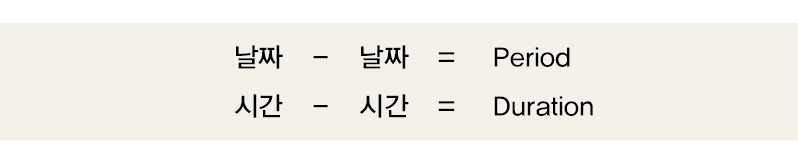 날짜 - 날짜 = Period
시간 - 시간 = Duration